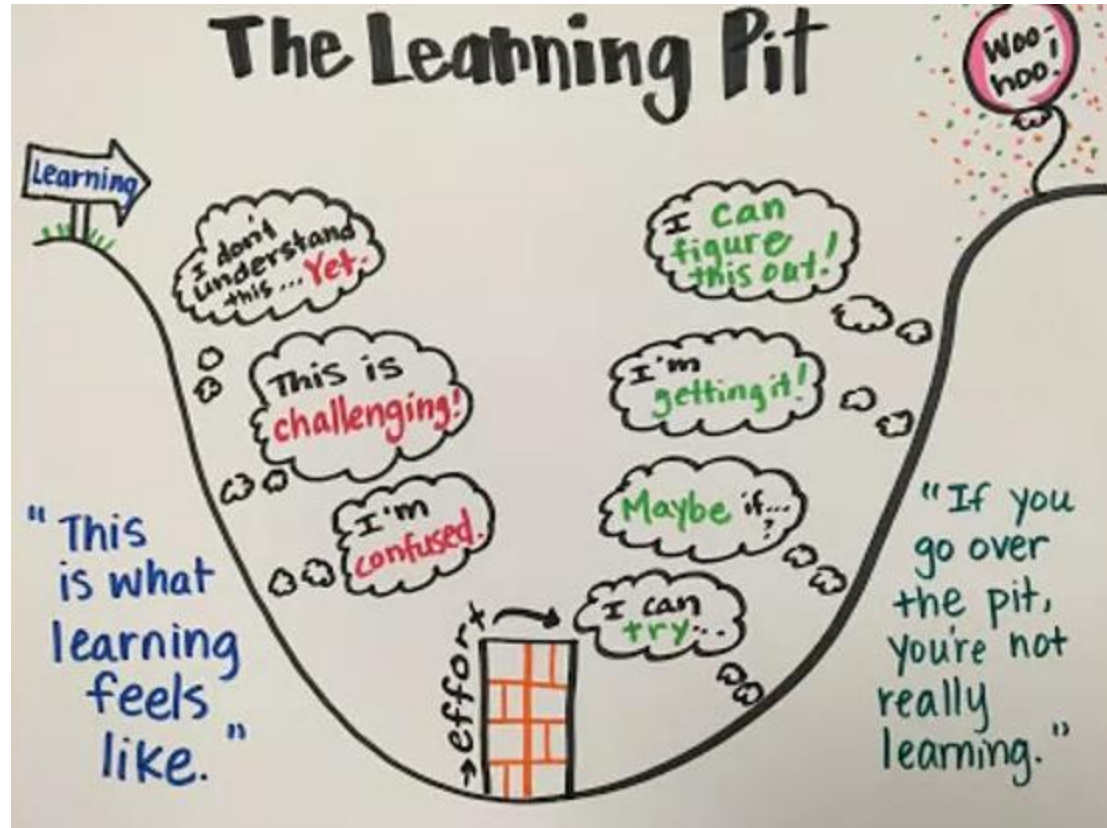 The Learning Pit
Woo-
hoo!
Learning
I don't
understand
this... Yet.
This is
challenging!
I'm
confused.
effort
I can
try...
Maybe if...
?
I'm
getting it!
I can
figure
this out!
"This
is what
learning
feels
like."
"If you
go over
the pit,
you're not
really
learning."